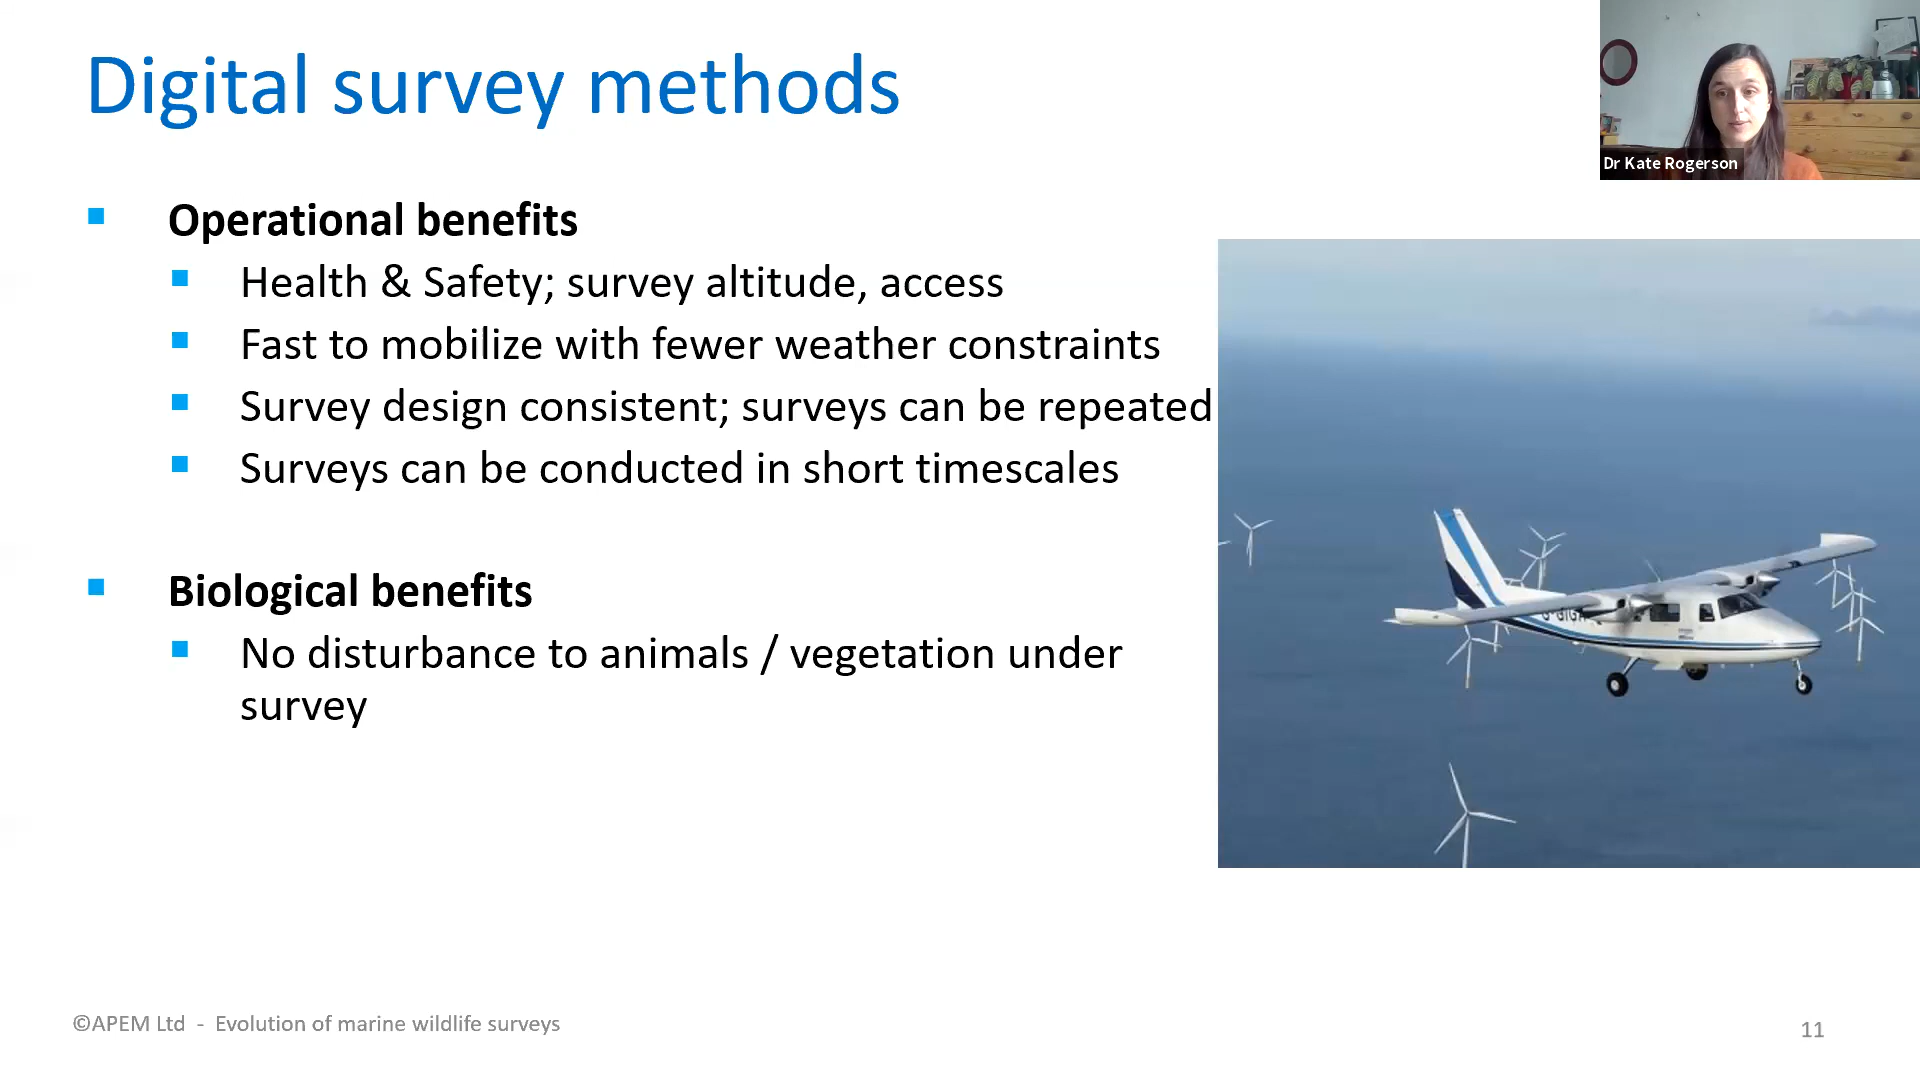 Digital survey methods
Dr Kate Rogerson
Operational benefits
Health & Safety; survey altitude, access
Fast to mobilize with fewer weather constraints
Survey design consistent; surveys can be repeated
Surveys can be conducted in short timescales
Biological benefits
No disturbance to animals / vegetation under
survey
©APEM Ltd - Evolution of marine wildlife surveys
11